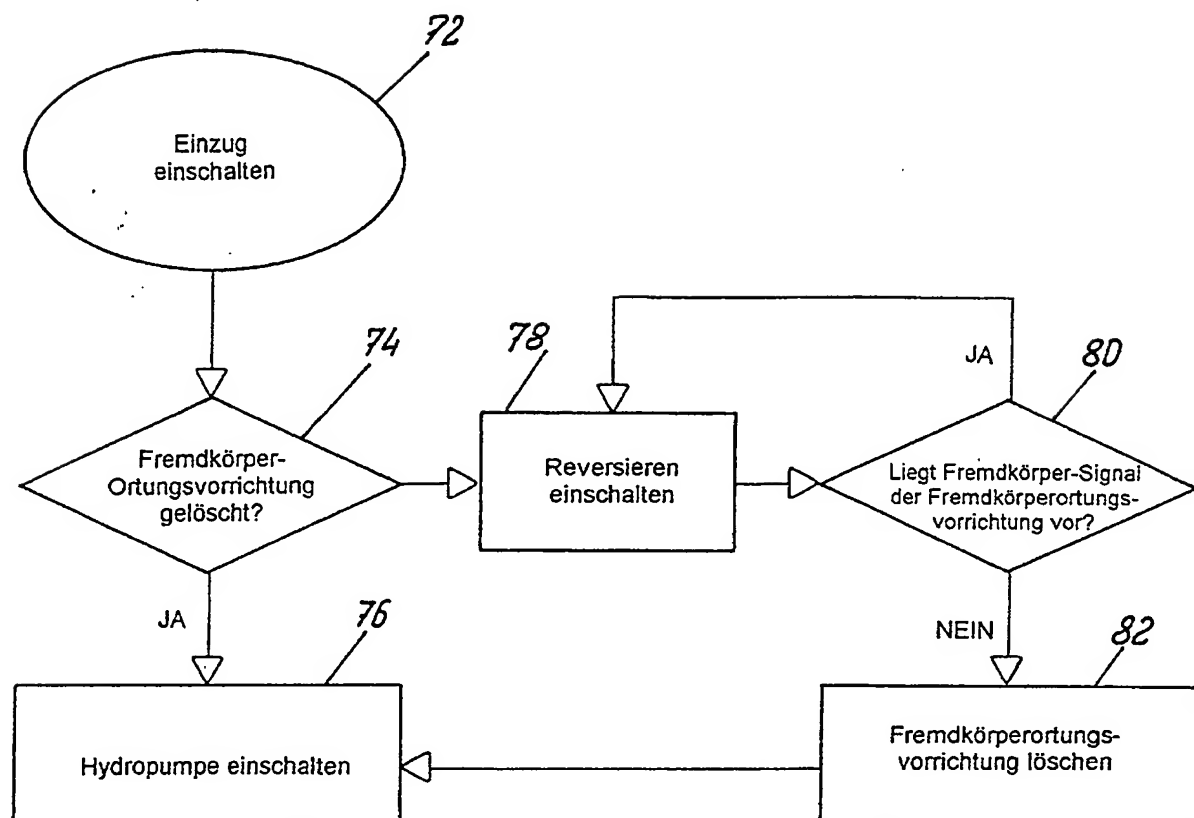 72
Einzug
einschalten
74
Fremdkörper-
Ortungsvorrichtung
gelöscht?
78
Reversieren
einschalten
JA
80
Liegt Fremdkörper-Signal
der Fremdkörperortungs-
vorrichtung vor?
JA
76
Hydropumpe einschalten
NEIN
82
Fremdkörperortungs-
vorrichtung löschen